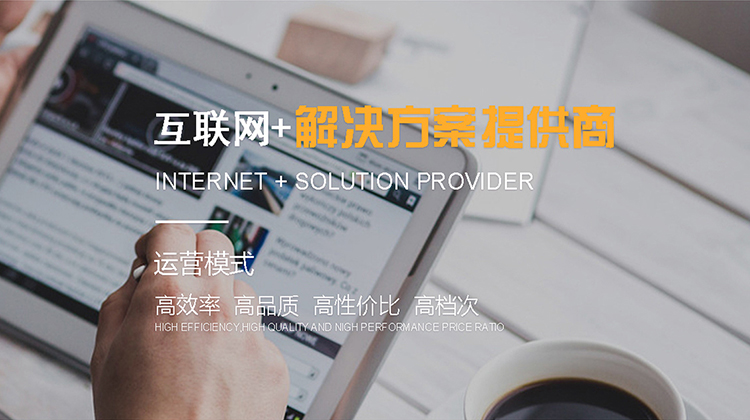 互联网+解决方案提供商
INTERNET + SOLUTION PROVIDER
运营模式
高效率 高品质 高性价比 高档次
HIGH EFFICIENCY,HIGH QUALITY AND NIGH PERFORMANCE PRICE RATIO